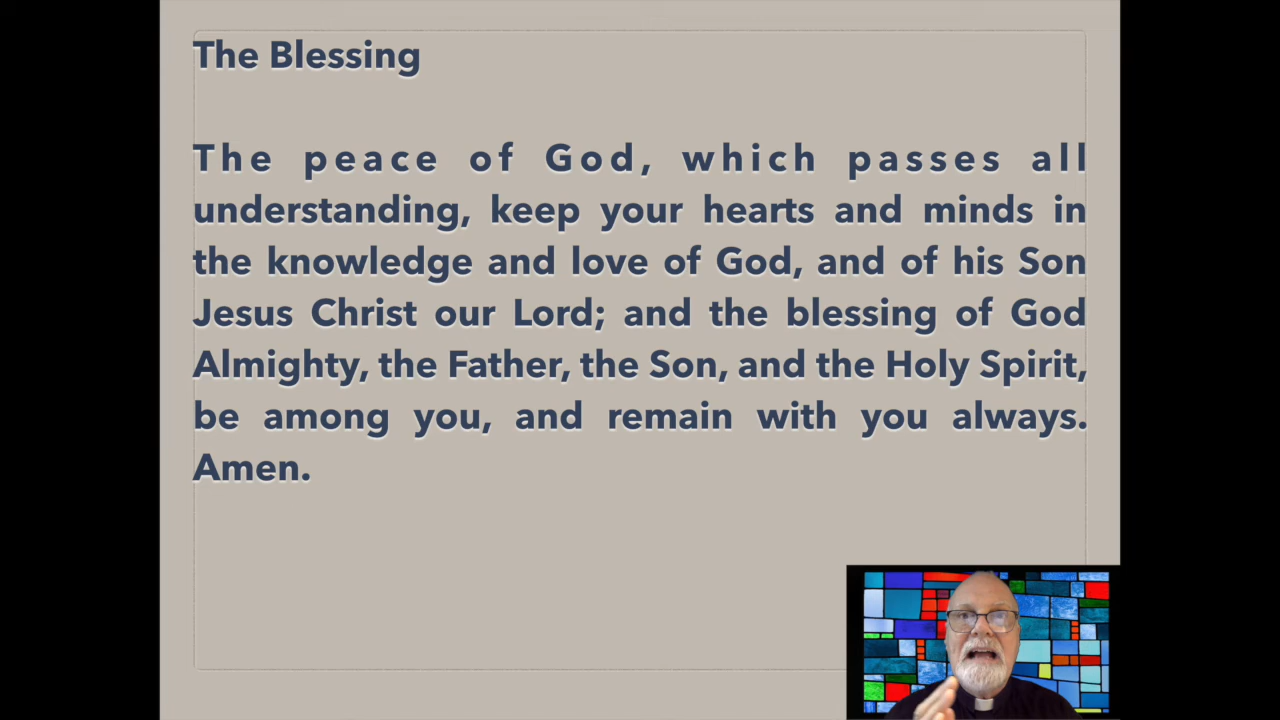 The Blessing
The peace of God, which passes all
understanding, keep your hearts and minds in
the knowledge and love of God, and of his Son
Jesus Christ our Lord; and the blessing of God
Almighty, the Father, the Son, and the Holy Spirit,
be among you, and remain with you always.
Amen.